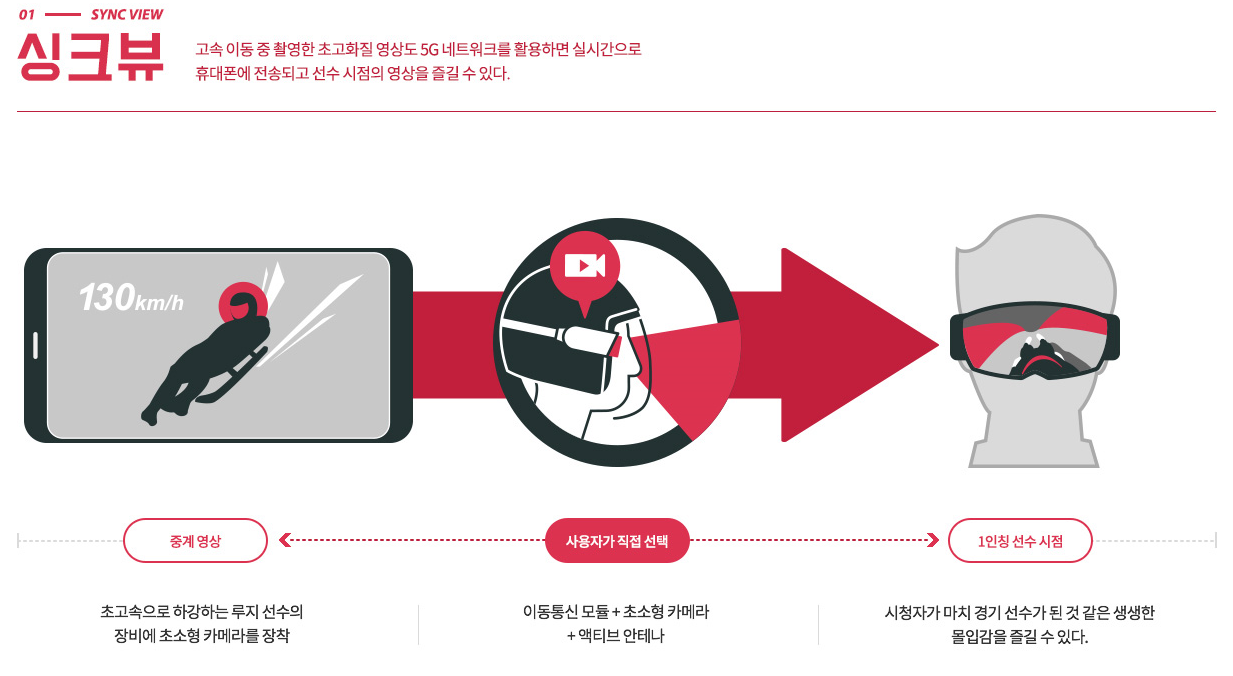 01 SYNC VIEW
싱크뷰
고속 이동 중 촬영한 초고화질 영상도 5G 네트워크를 활용하면 실시간으로
휴대폰에 전송되고 선수 시점의 영상을 즐길 수 있다.
130km/h
중계 영상
사용자가 직접 선택
1인칭 선수 시점
초고속으로 하강하는 루지 선수의
장비에 초소형 카메라를 장착
이동통신 모듈 + 초소형 카메라
+ 액티브 안테나
시청자가 마치 경기 선수가 된 것 같은 생생한
몰입감을 즐길 수 있다.